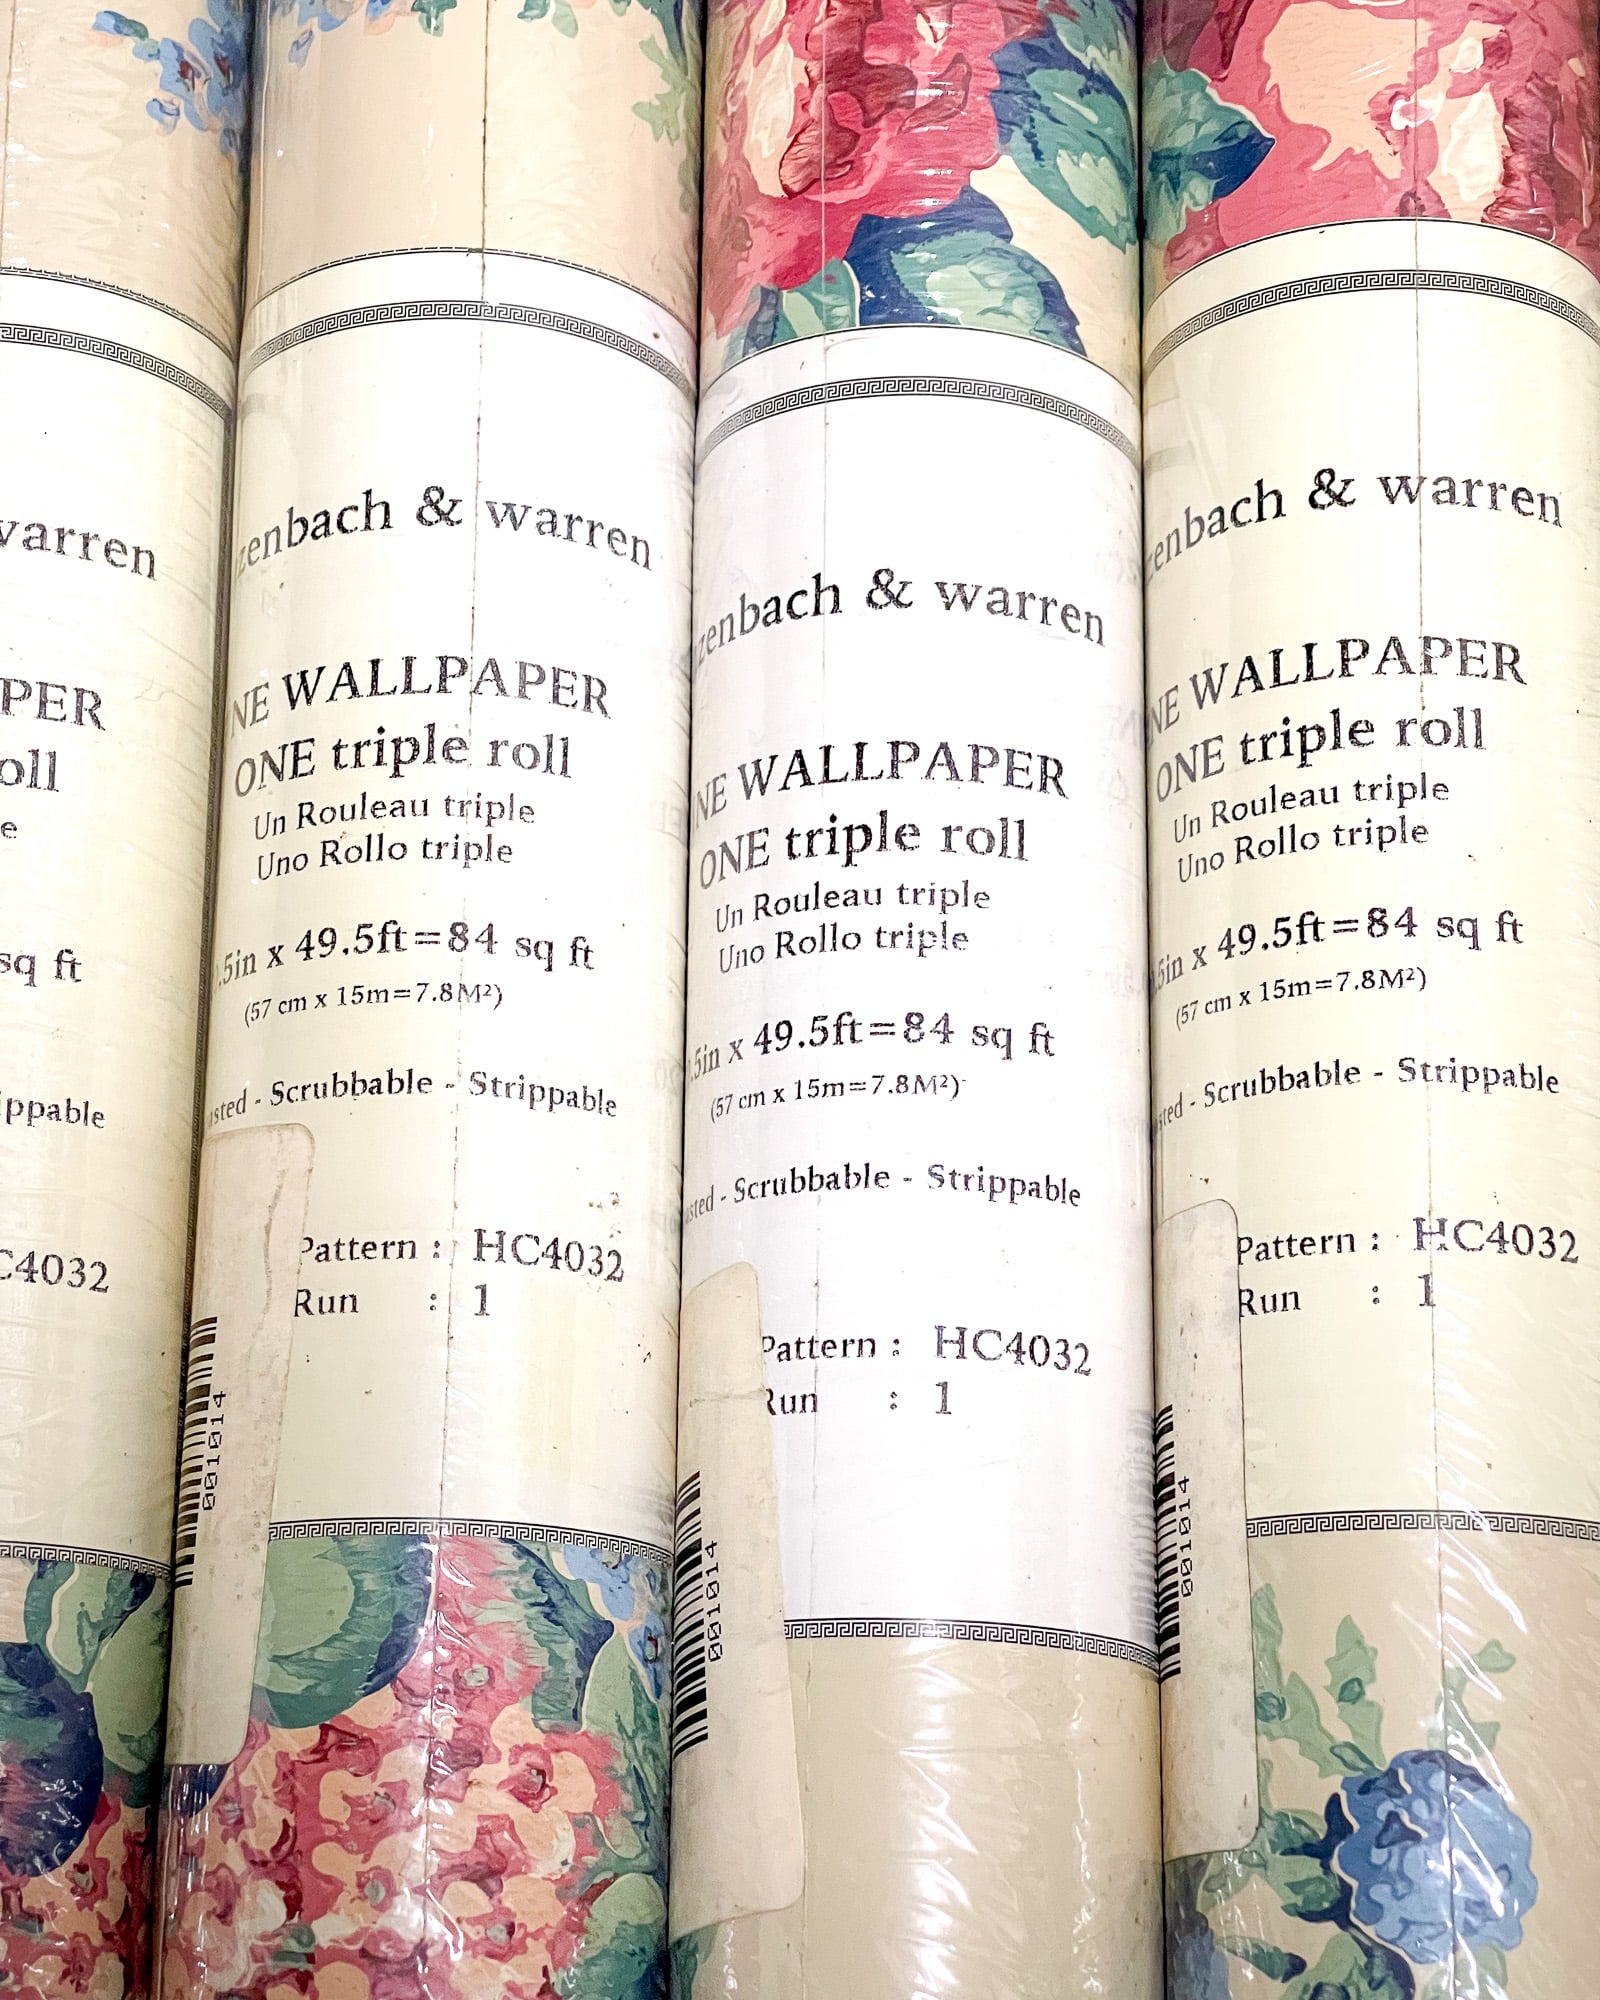 varren
PER
oll
e
sq ft
ippable
C4032
zenbach & warren
NE WALLPAPER
ONE triple roll
Un Rouleau triple
Uno Rollo triple
.5in x 49.5ft=84 sq ft
(57 cm x 15m=7.8M²)
sted - Scrubbable - Strippable
Pattern : HC4032
Run : 1
001014
zenbach & warren
NE WALLPAPER
ONE triple roll
Un Rouleau triple
Uno Rollo triple
.5in x 49.5ft=84 sq ft
(57 cm x 15m=7.8M²)
sted - Scrubbable - Strippable
Pattern : HC4032
Run : 1
001014
zenbach & warren
NE WALLPAPER
ONE triple roll
Un Rouleau triple
Uno Rollo triple
.5in x 49.5ft=84 sq ft
(57 cm x 15m=7.8M²)
sted - Scrubbable - Strippable
Pattern : HC4032
Run : 1
001014